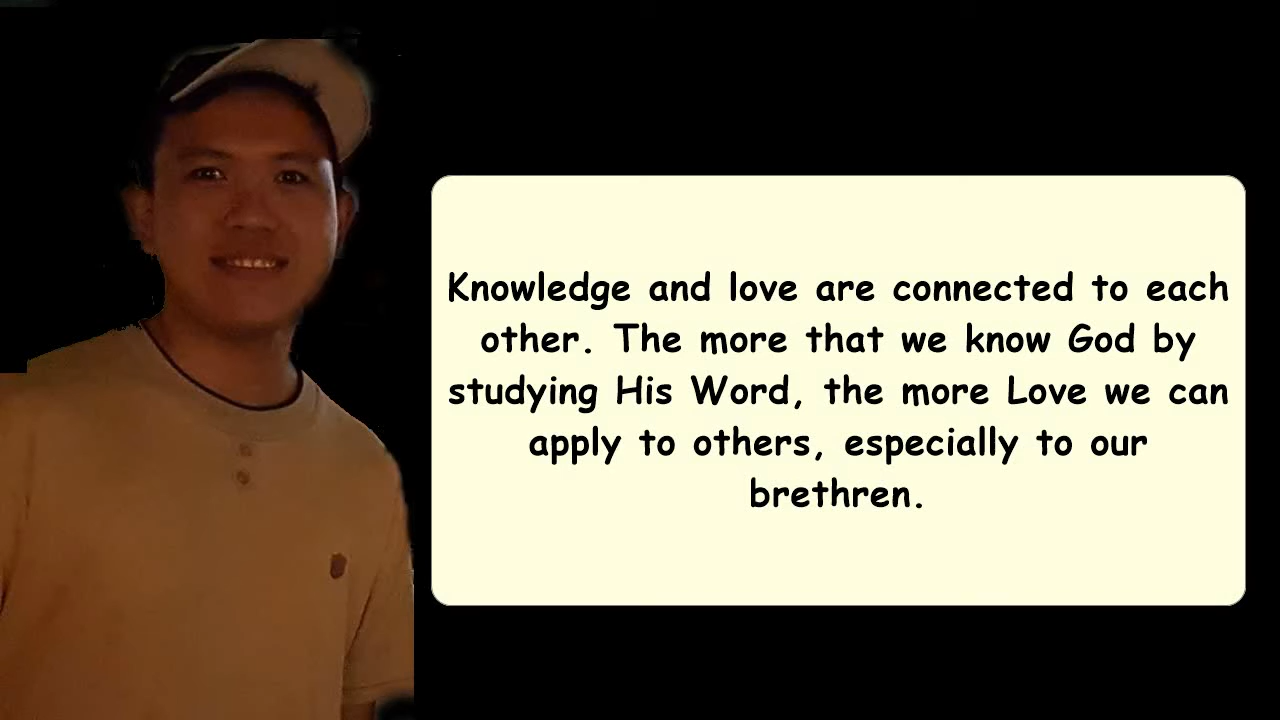 Knowledge and love are connected to each
other. The more that we know God by
studying His Word, the more Love we can
apply to others, especially to our
brethren.